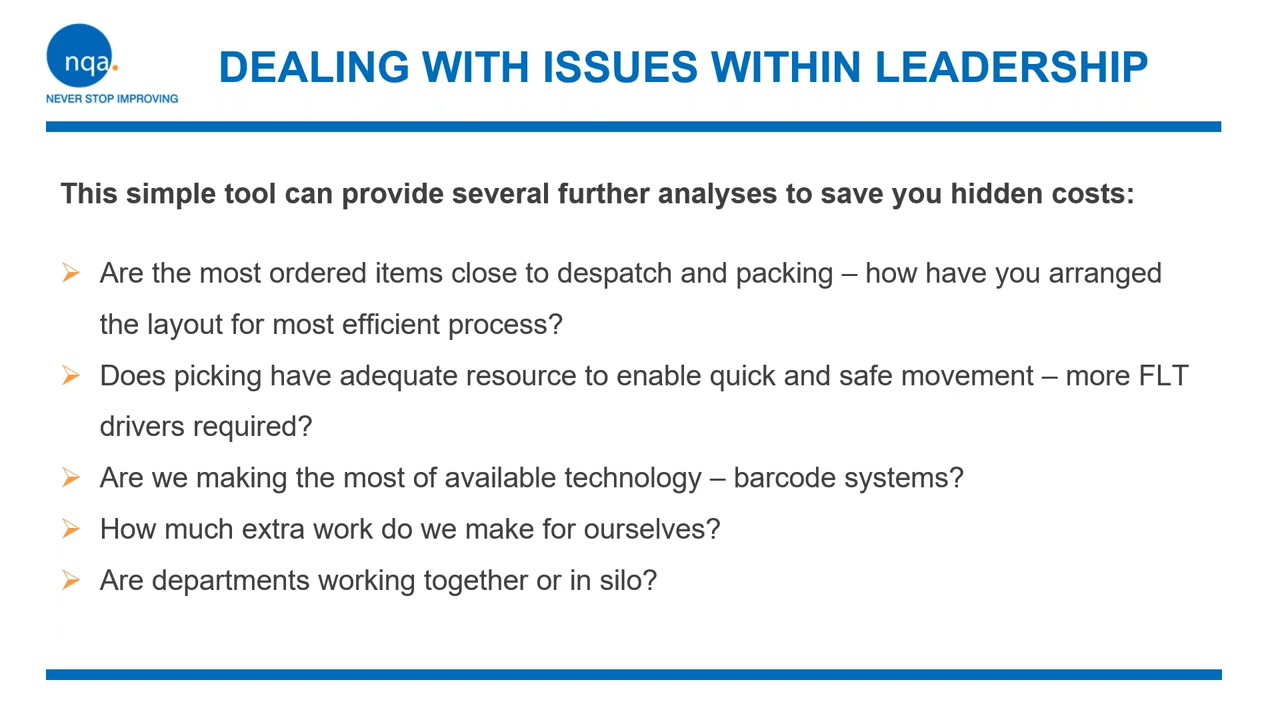 nqa.
NEVER STOP IMPROVING
DEALING WITH ISSUES WITHIN LEADERSHIP
This simple tool can provide several further analyses to save you hidden costs:
Are the most ordered items close to despatch and packing – how have you arranged
the layout for most efficient process?
Does picking have adequate resource to enable quick and safe movement – more FLT
drivers required?
Are we making the most of available technology – barcode systems?
How much extra work do we make for ourselves?
Are departments working together or in silo?